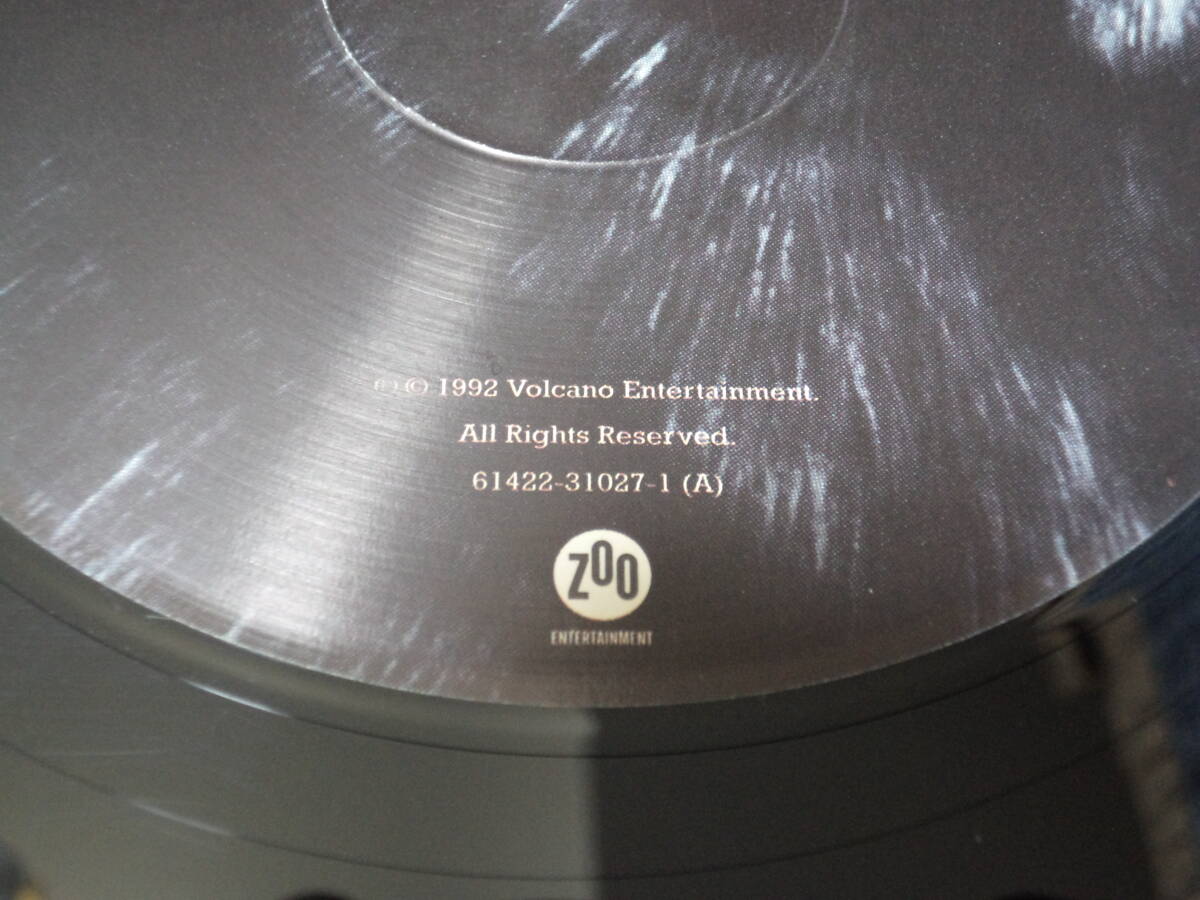 ℗ © 1992 Volcano Entertainment.
All Rights Reserved.
61422-31027-1 (A)
ZOO
ENTERTAINMENT